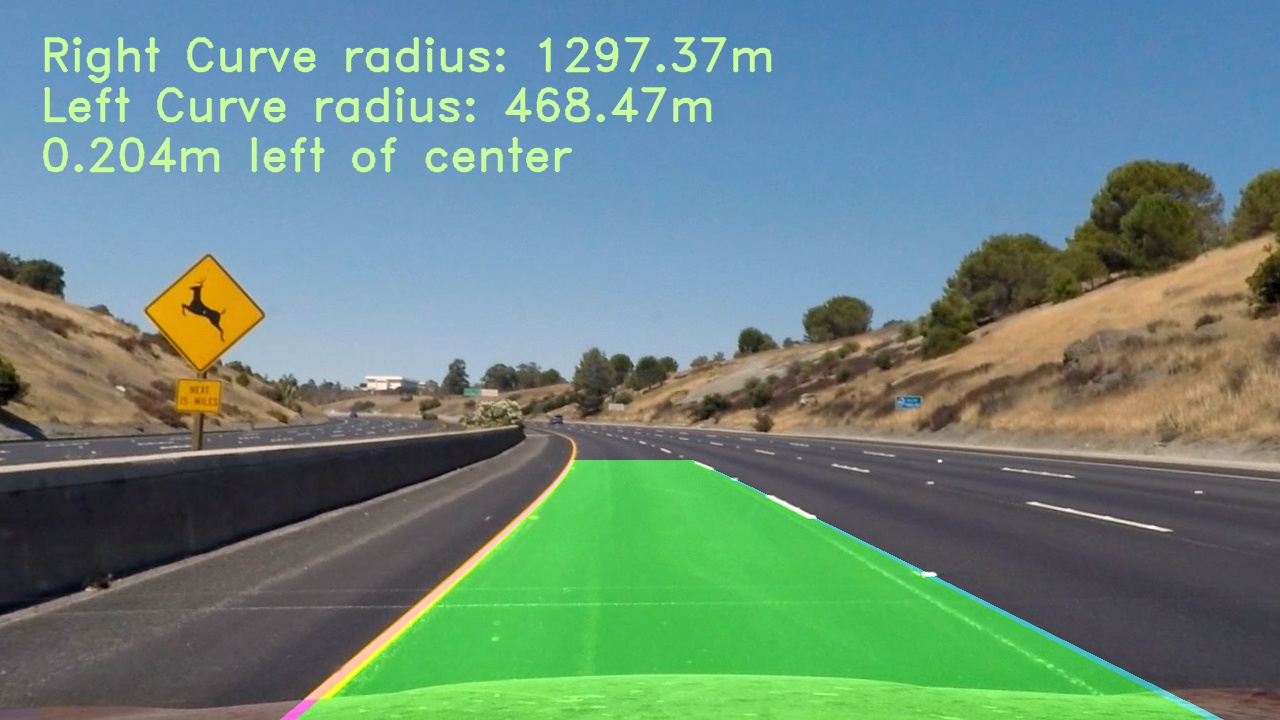 Right Curve radius: 1297.37m
Left Curve radius: 468.47m
0.204m left of center
NEXT
15 MILES